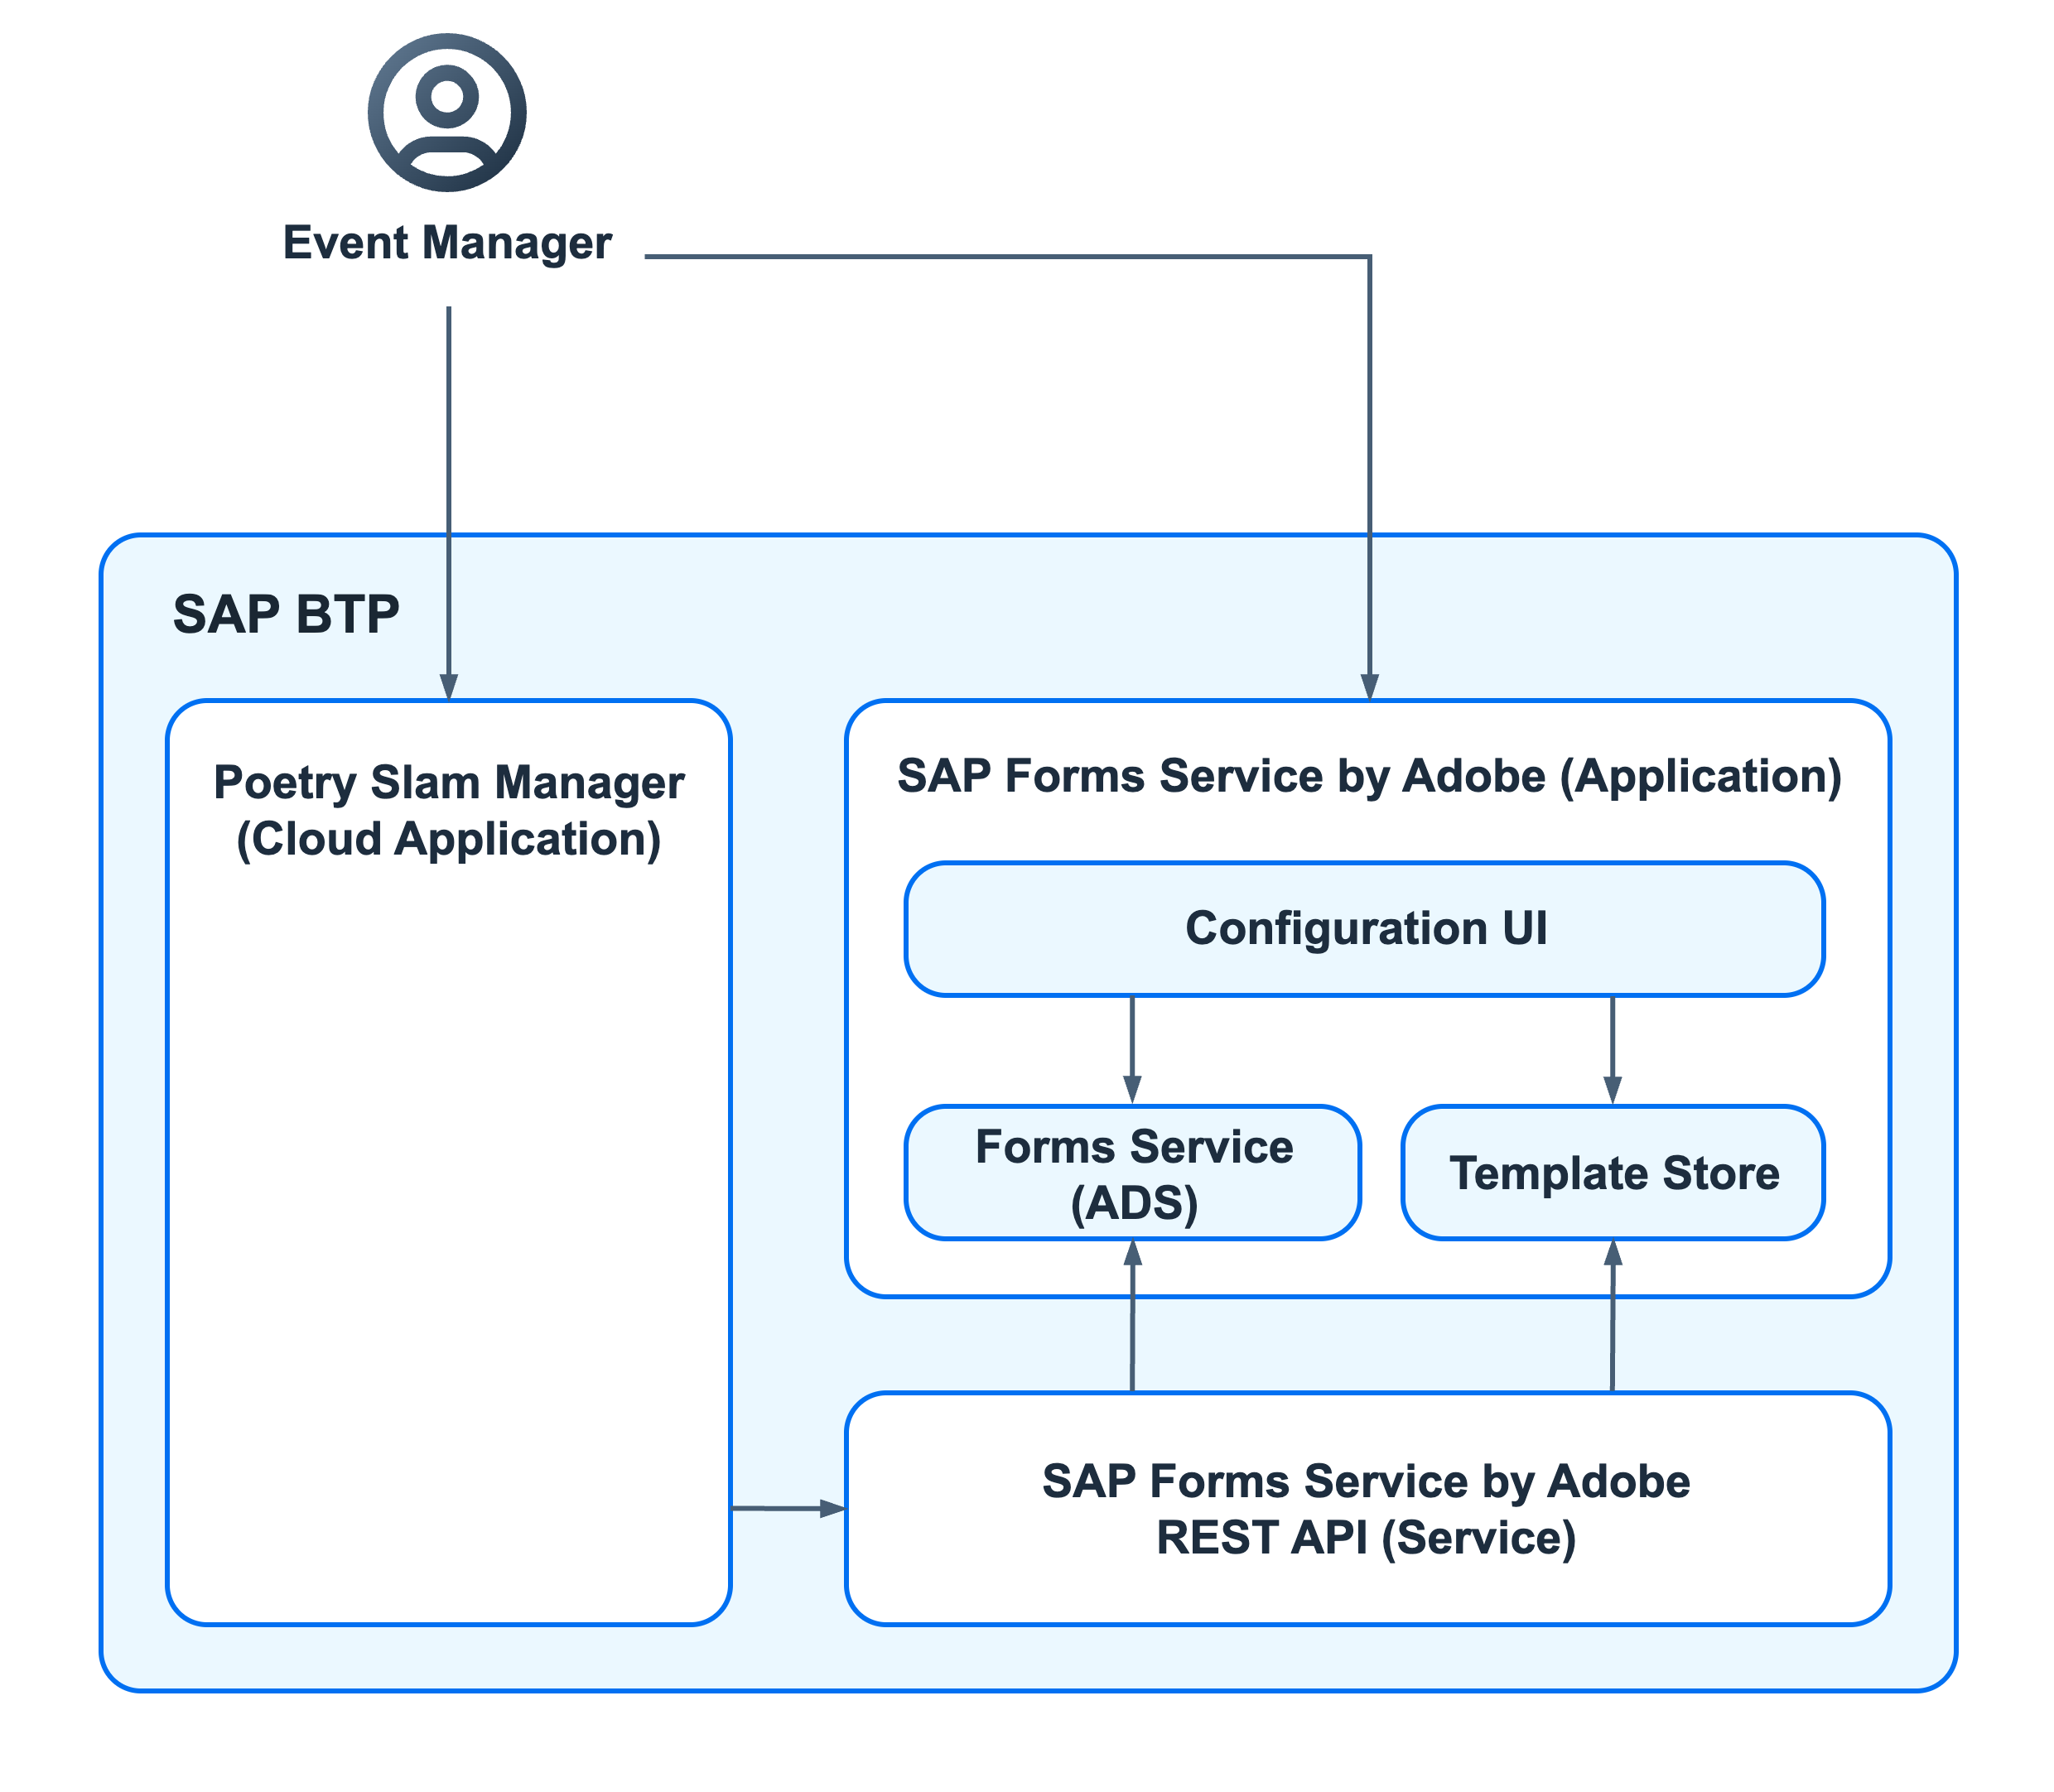 Event Manager
SAP BTP
Poetry Slam Manager
(Cloud Application)
SAP Forms Service by Adobe (Application)
Configuration UI
Forms Service
(ADS)
Template Store
SAP Forms Service by Adobe
REST API (Service)